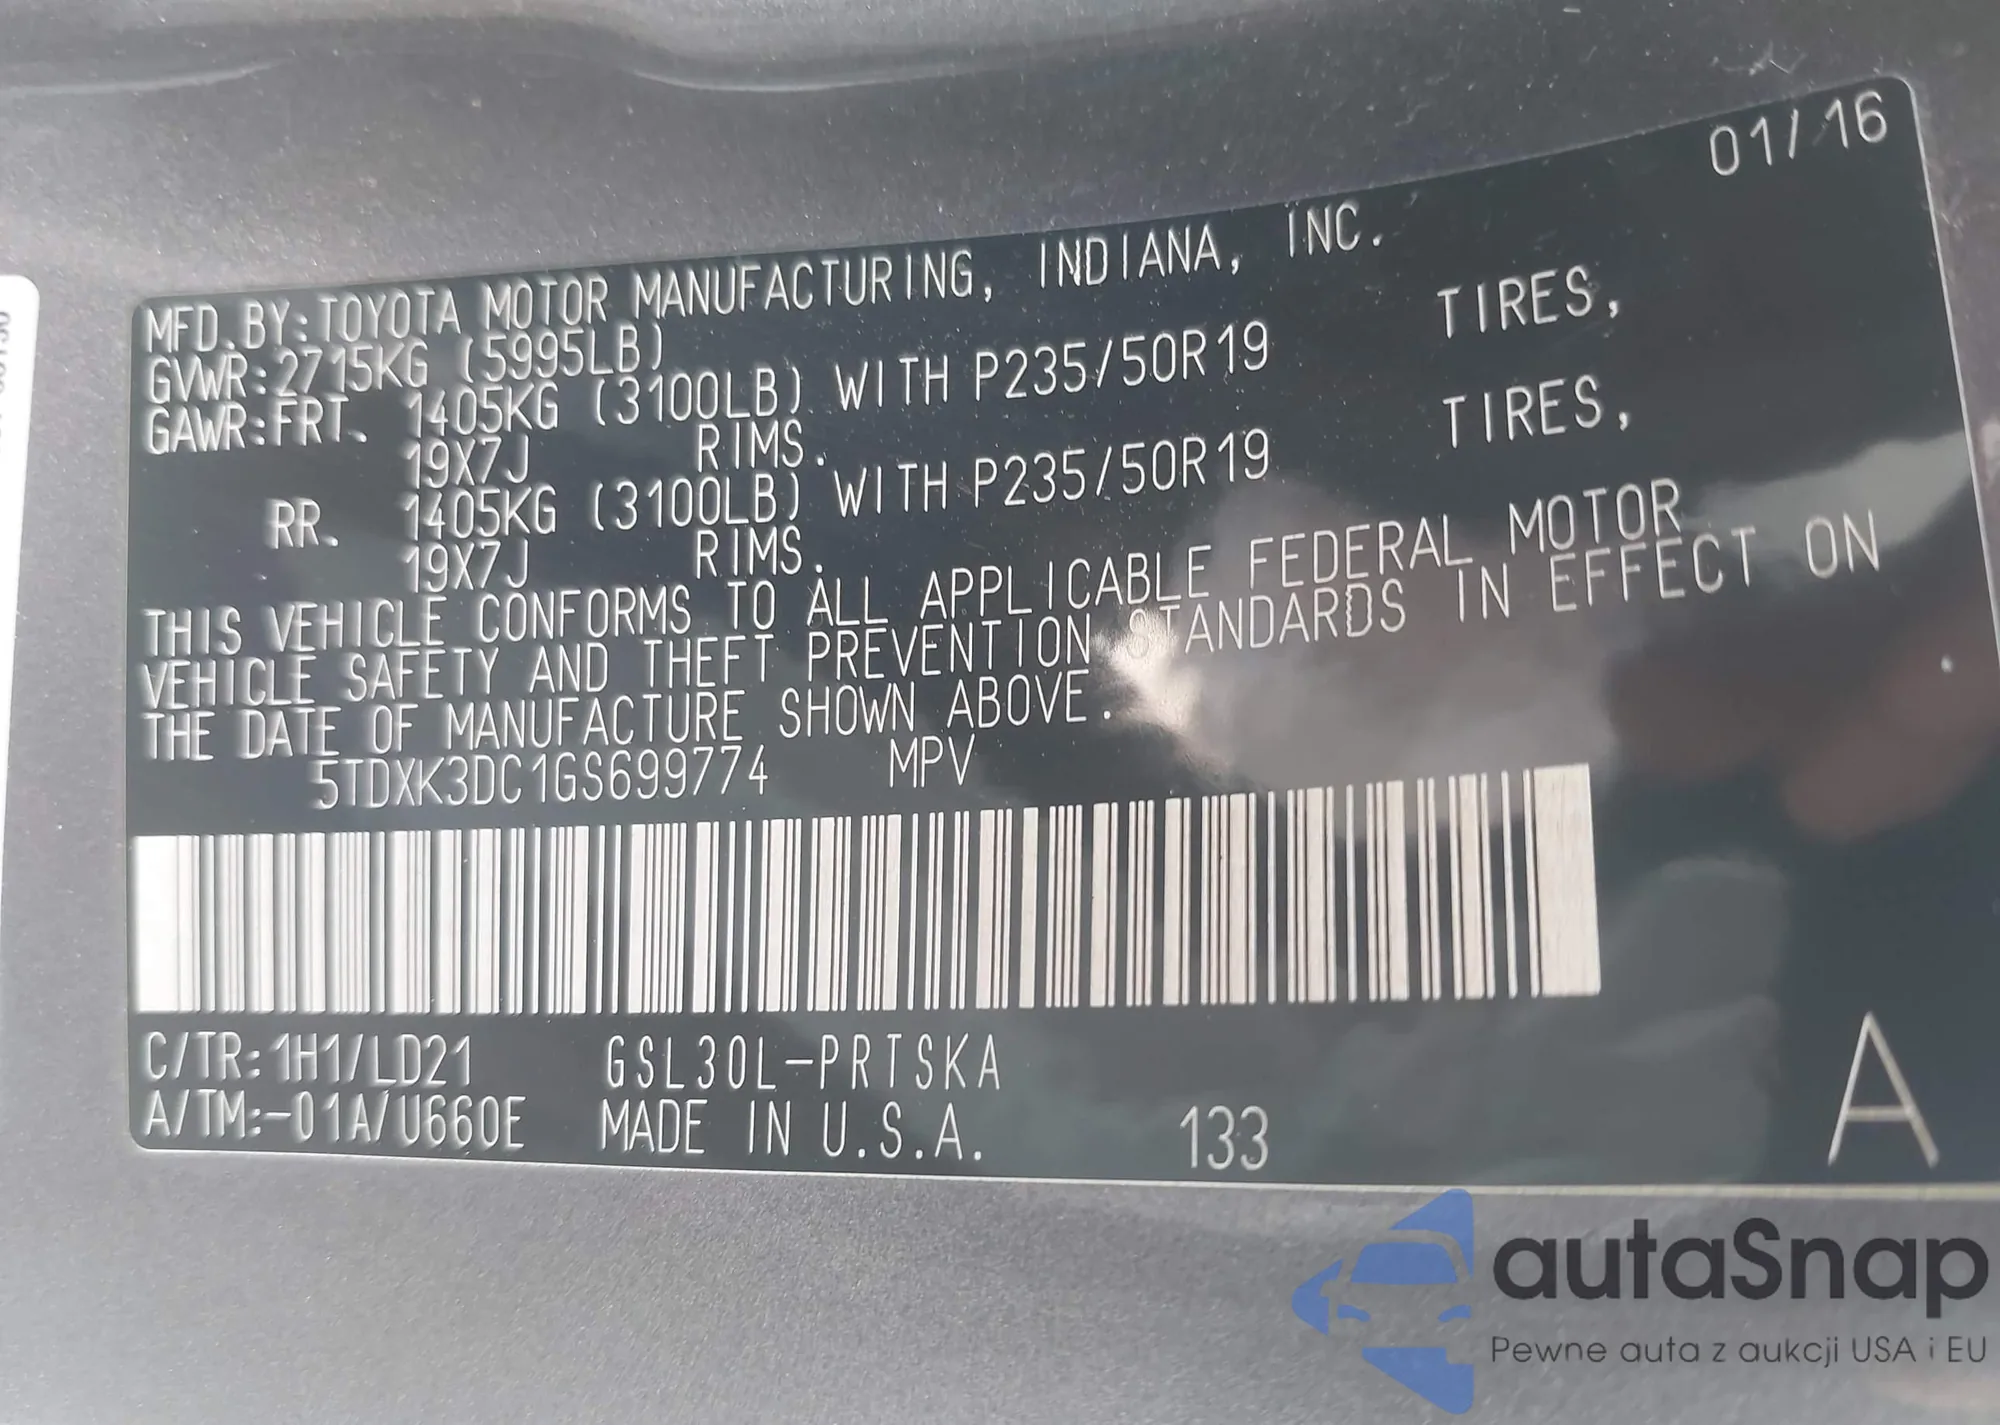 01/16
MFD.BY:TOYOTA MOTOR MANUFACTURING, INDIANA, INC.
GVWR:2715KG (5995LB)
GAWR:FRT. 1405KG (3100LB) WITH P235/50R19 TIRES,
19X7J RIMS.
RR. 1405KG (3100LB) WITH P235/50R19 TIRES,
19X7J RIMS.
THIS VEHICLE CONFORMS TO ALL APPLICABLE FEDERAL MOTOR
VEHICLE SAFETY AND THEFT PREVENTION STANDARDS IN EFFECT ON
THE DATE OF MANUFACTURE SHOWN ABOVE.
5TDXK3DC1GS699774 MPV
C/TR:1H1/LD21 GSL30L-PRTSKA
A/TM:-01A/U660E MADE IN U.S.A. 133
A
autaSnap
Pewne auta z aukcji USA i EU